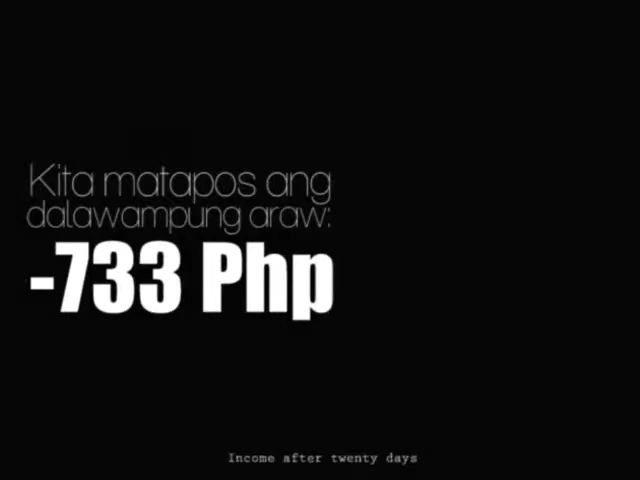 Kita matapos ang
dalawampung araw:
-733 Php
Income after twenty days